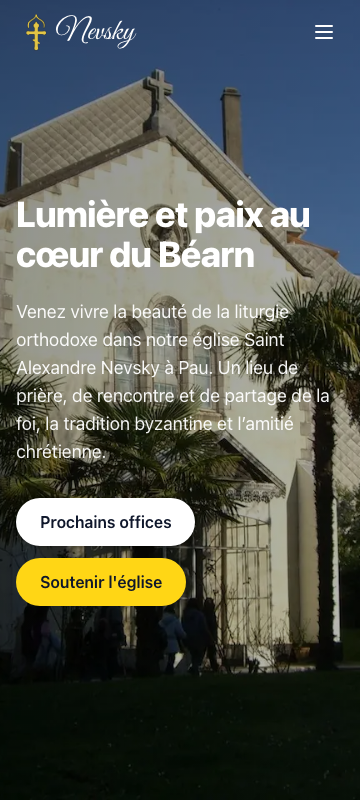 Nevsky
Lumière et paix au
cœur du Béarn
Venez vivre la beauté de la liturgie
orthodoxe dans notre église Saint
Alexandre Nevsky à Pau. Un lieu de
prière, de rencontre et de partage de la
foi, la tradition byzantine et l'amitié
chrétienne.
Prochains offices
Soutenir l'église